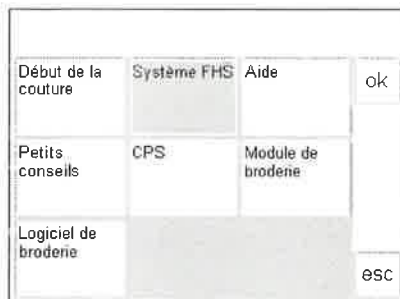 Début de la
couture
Système FHS
Aide
ok
Petits
conseils
CPS
Module de
broderie
Logiciel de
broderie
esc